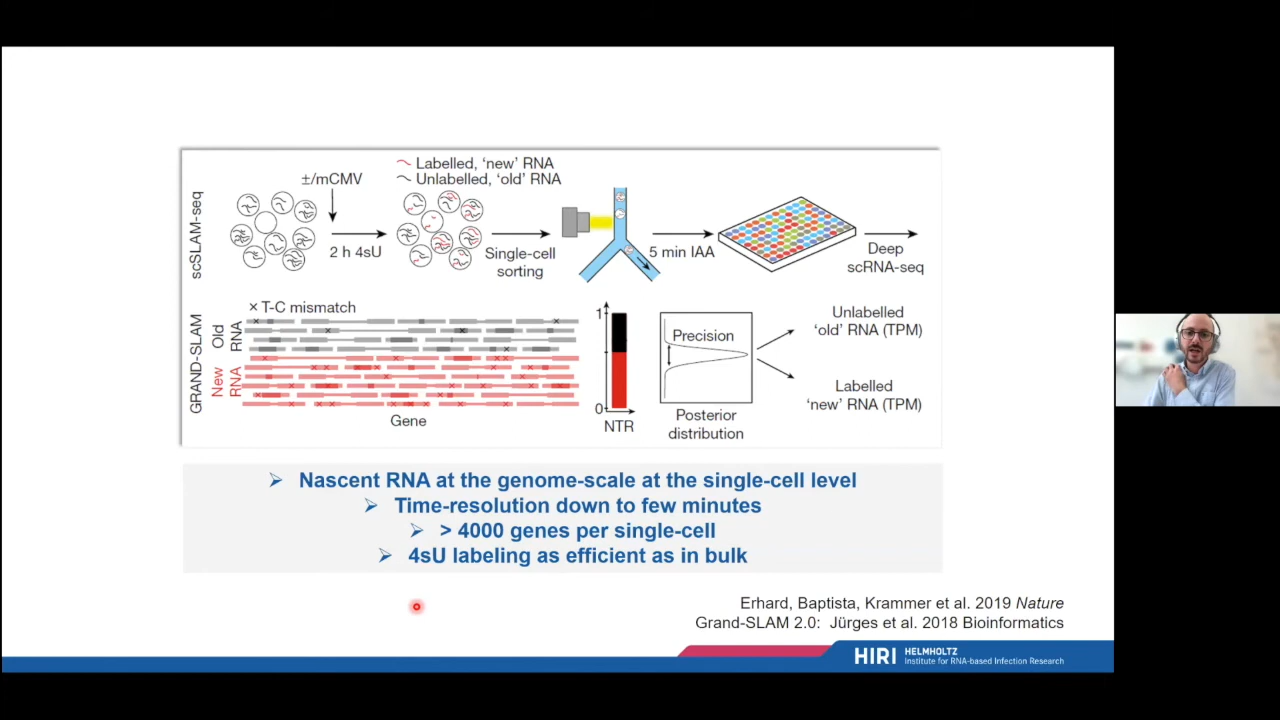 scSLAM-seq
±/mCMV
2 h 4sU
Labelled, ‘new’ RNA
Unlabelled, ‘old’ RNA
Single-cell
sorting
5 min IAA
Deep
scRNA-seq
GRAND-SLAM
Old
RNA
New
RNA
× T-C mismatch
Gene
1
0
NTR
Precision
Posterior
distribution
Unlabelled
‘old’ RNA (TPM)
Labelled
‘new’ RNA (TPM)
➢ Nascent RNA at the genome-scale at the single-cell level
➢ Time-resolution down to few minutes
➢ > 4000 genes per single-cell
➢ 4sU labeling as efficient as in bulk
Erhard, Baptista, Krammer et al. 2019 Nature
Grand-SLAM 2.0: Jürges et al. 2018 Bioinformatics
HIRI HELMHOLTZ
Institute for RNA-based Infection Research